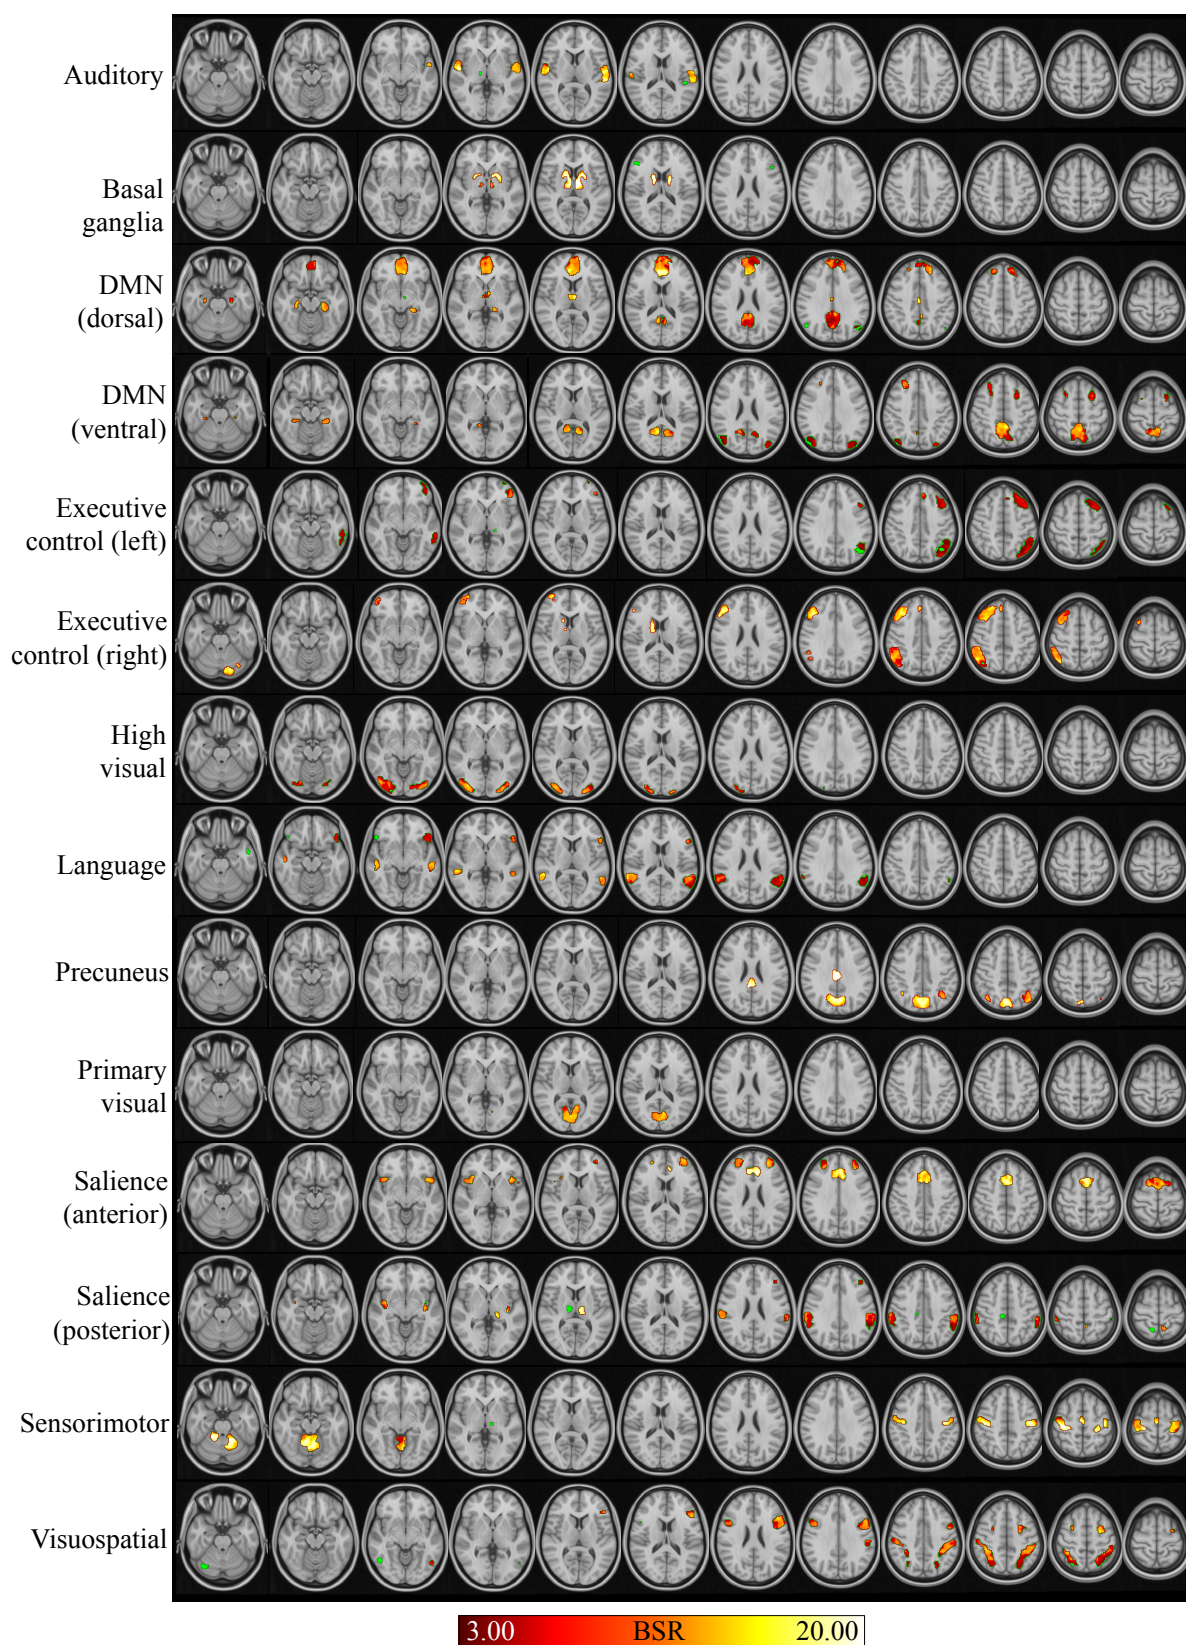 Auditory
Basal
ganglia
DMN
(dorsal)
DMN
(ventral)
Executive
control (left)
Executive
control (right)
High
visual
Language
Precuneus
Primary
visual
Salience
(anterior)
Salience
(posterior)
Sensorimotor
Visuospatial
3.00 BSR 20.00